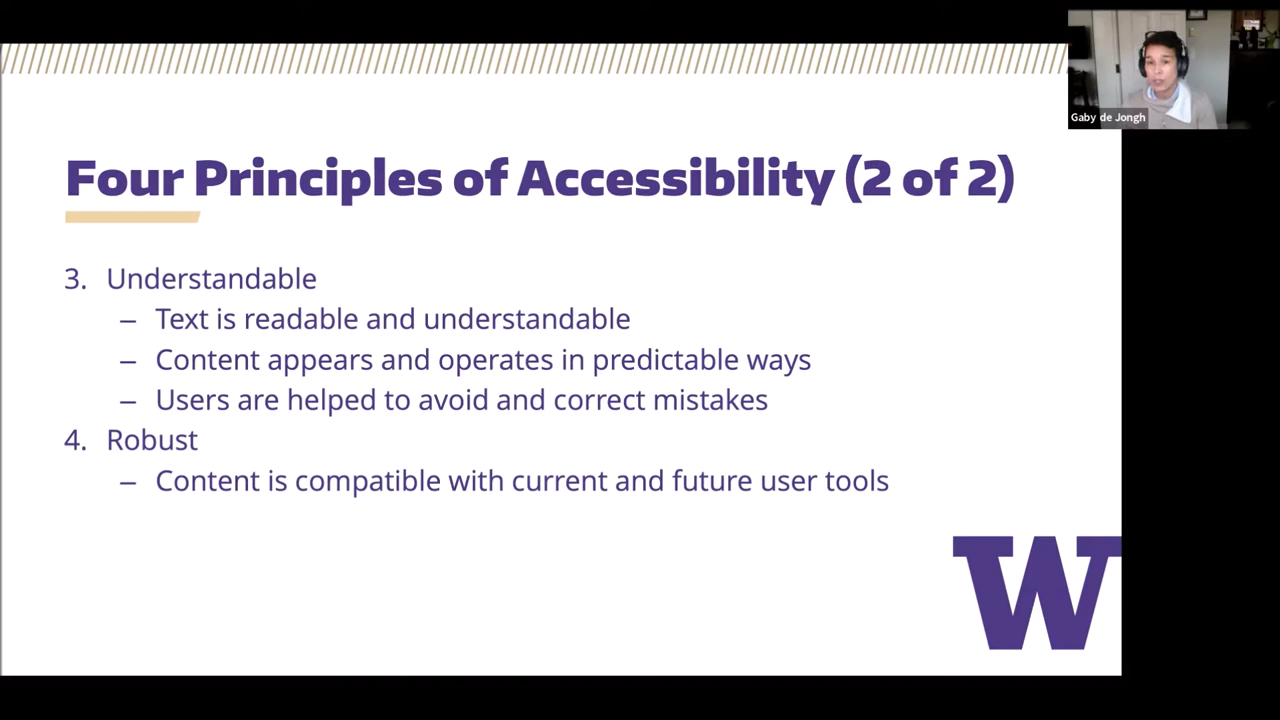 Gaby de Jongh
Four Principles of Accessibility (2 of 2)
3. Understandable
– Text is readable and understandable
– Content appears and operates in predictable ways
– Users are helped to avoid and correct mistakes
4. Robust
– Content is compatible with current and future user tools
W